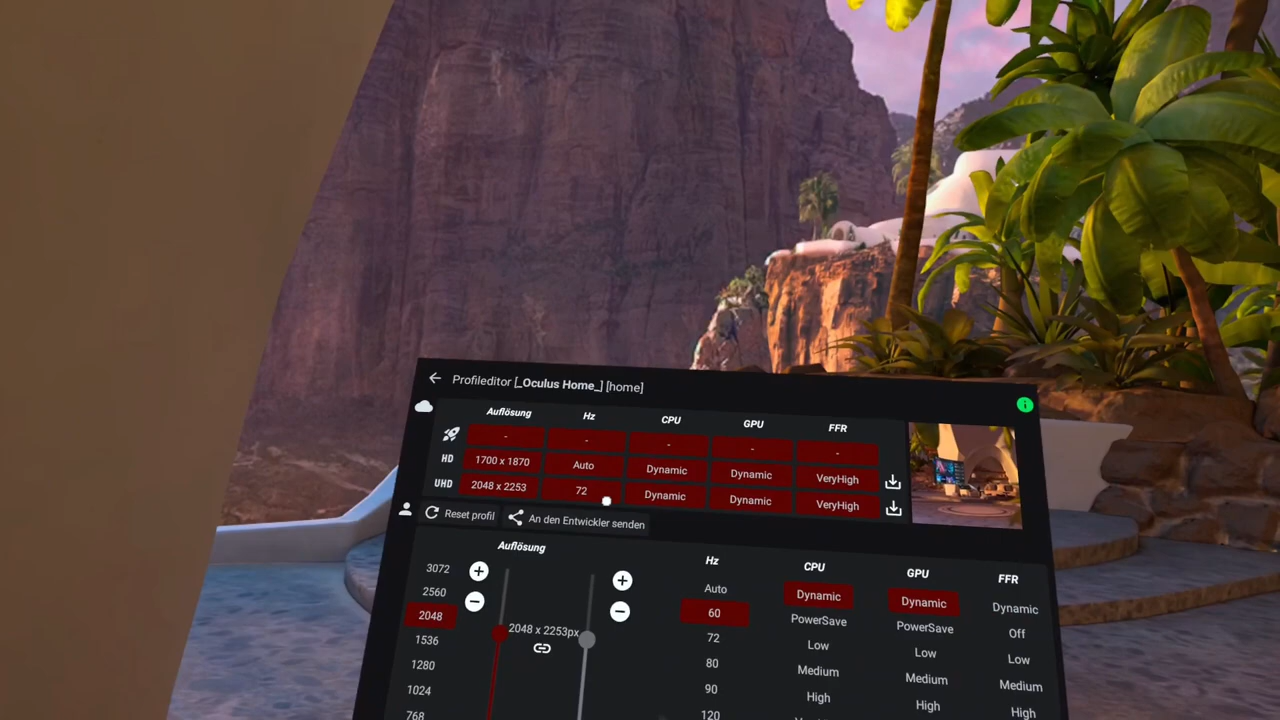 Profileditor [_Oculus Home_] [home]
Auflösung Hz CPU GPU FFR
- - - - -
HD 1700 x 1870 Auto Dynamic Dynamic VeryHigh
UHD 2048 x 2253 72 Dynamic Dynamic VeryHigh
Reset profil An den Entwickler senden
Auflösung Hz CPU GPU FFR
3072 Auto Dynamic Dynamic Dynamic
2560 60 PowerSave PowerSave Off
2048 2048 x 2253px 72 Low Low Low
1536 80 Medium Medium Medium
1280 90 High High High
1024 120
768